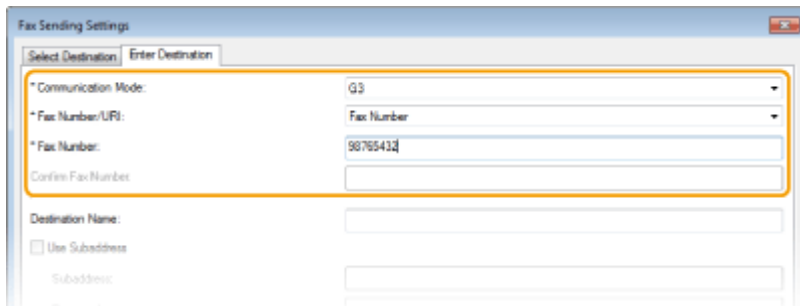 Fax Sending Settings
Select Destination Enter Destination
* Communication Mode: G3
* Fax Number/URI: Fax Number
* Fax Number: 98765432
Confirm Fax Number:
Destination Name:
Use Subaddress
Subaddress: